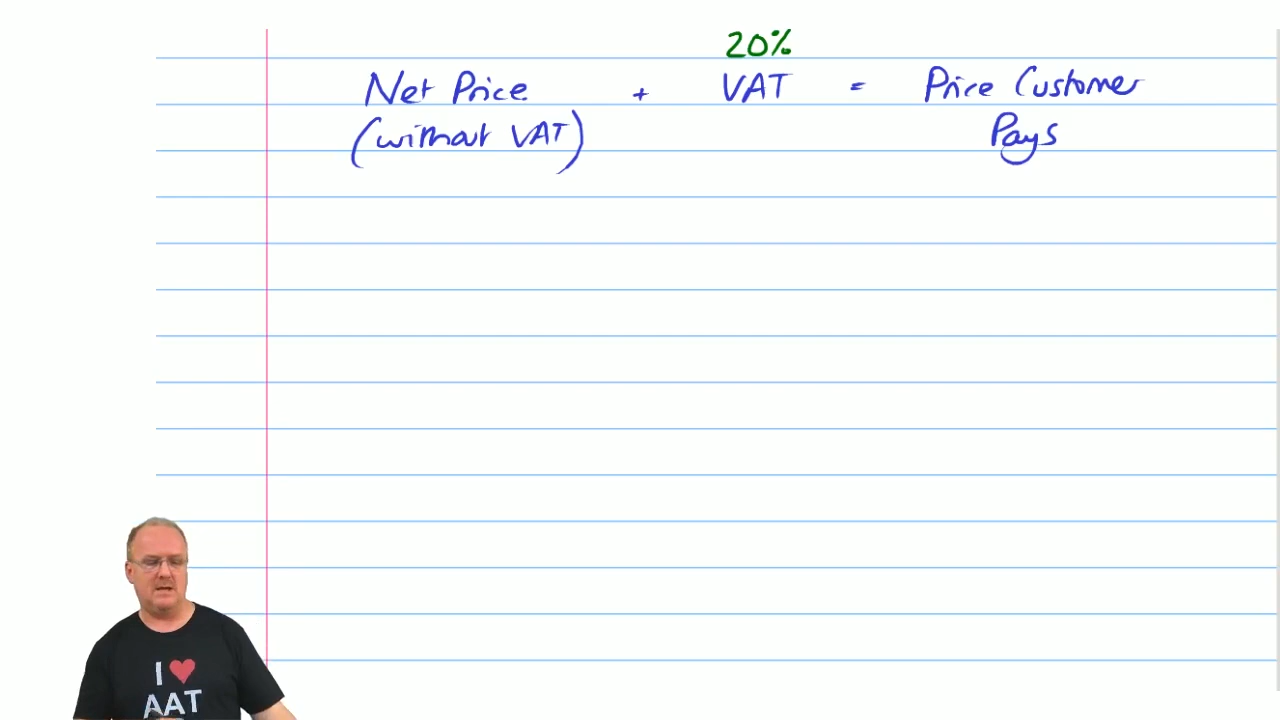 20%
Net Price + VAT = Price Customer
(without VAT) Pays
I ❤ AAT